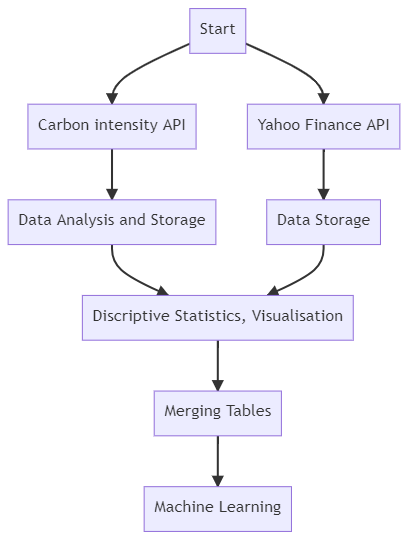 Start
Carbon intensity API
Yahoo Finance API
Data Analysis and Storage
Data Storage
Discriptive Statistics, Visualisation
Merging Tables
Machine Learning